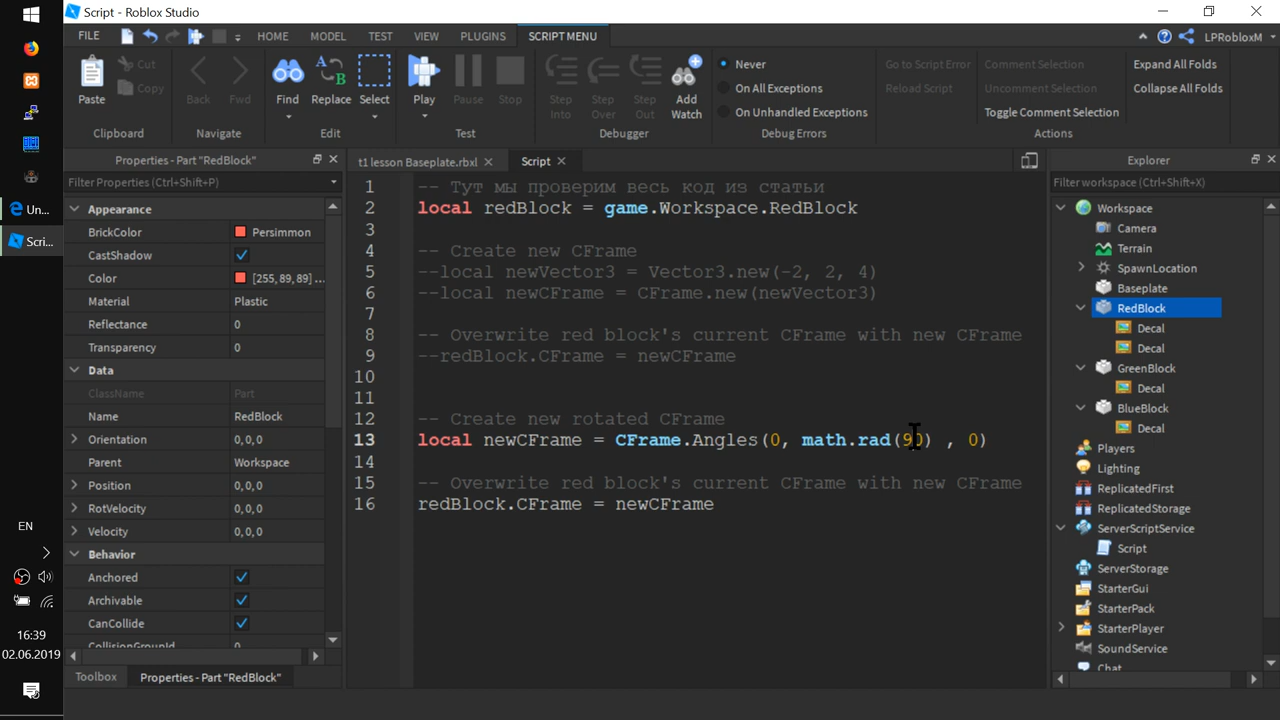 Script - Roblox Studio
FILE
HOME
MODEL
TEST
VIEW
PLUGINS
SCRIPT MENU
LPRobloxM
Paste
Cut
Copy
Clipboard
Back
Fwd
Navigate
Find
Replace
Select
Edit
Play
Pause
Stop
Test
Step Into
Step Over
Step Out
Add Watch
Debugger
Never
On All Exceptions
On Unhandled Exceptions
Debug Errors
Go to Script Error
Reload Script
Comment Selection
Uncomment Selection
Toggle Comment Selection
Expand All Folds
Collapse All Folds
Actions
Properties - Part "RedBlock"
Filter Properties (Ctrl+Shift+P)
Appearance
BrickColor Persimmon
CastShadow
Color [255,89,89] ...
Material Plastic
Reflectance 0
Transparency 0
Data
ClassName Part
Name RedBlock
Orientation 0,0,0
Parent Workspace
Position 0,0,0
RotVelocity 0,0,0
Velocity 0,0,0
Behavior
Anchored
Archivable
CanCollide
CollisionGroupId 0
Toolbox
Properties - Part "RedBlock"
t1 lesson Baseplate.rbxl
Script
1 -- Тут мы проверим весь код из статьи
2 local redBlock = game.Workspace.RedBlock
3
4 -- Create new CFrame
5 --local newVector3 = Vector3.new(-2, 2, 4)
6 --local newCFrame = CFrame.new(newVector3)
7
8 -- Overwrite red block's current CFrame with new CFrame
9 --redBlock.CFrame = newCFrame
10
11
12 -- Create new rotated CFrame
13 local newCFrame = CFrame.Angles(0, math.rad(90) , 0)
14
15 -- Overwrite red block's current CFrame with new CFrame
16 redBlock.CFrame = newCFrame
Explorer
Filter workspace (Ctrl+Shift+X)
Workspace
Camera
Terrain
SpawnLocation
Baseplate
RedBlock
Decal
Decal
GreenBlock
Decal
BlueBlock
Decal
Players
Lighting
ReplicatedFirst
ReplicatedStorage
ServerScriptService
Script
ServerStorage
StarterGui
StarterPack
StarterPlayer
SoundService
Chat
Un...
Scri...
EN
16:39
02.06.2019